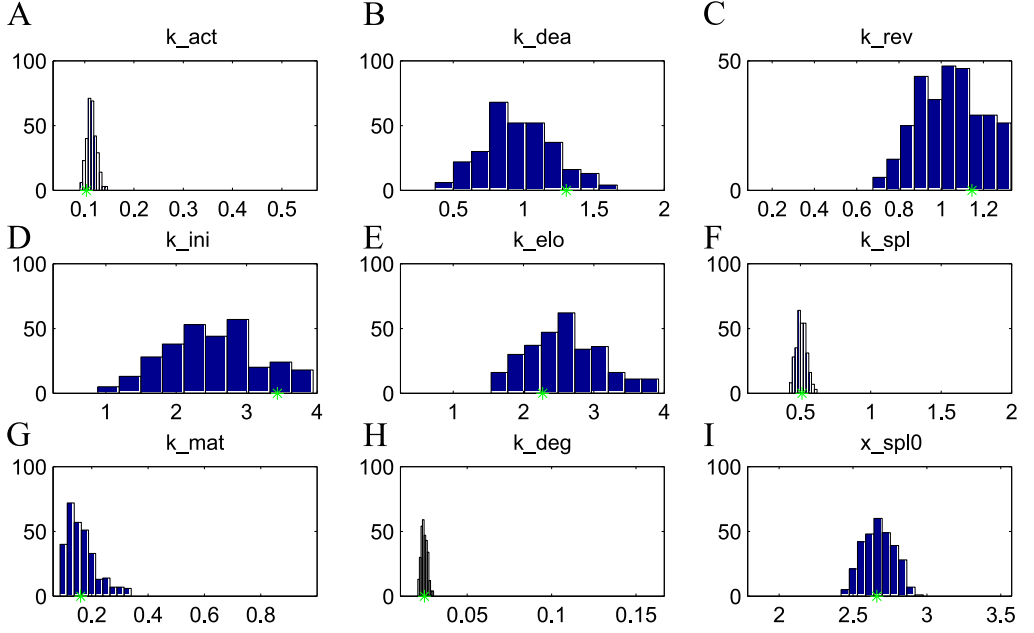 A B C
k_act k_dea k_rev
100 100 50
50 50
0 0 0
0.1 0.2 0.3 0.4 0.5 0.5 1 1.5 2 0.2 0.4 0.6 0.8 1 1.2
D E F
k_ini k_elo k_spl
100 100 100
50 50 50
0 0 0
1 2 3 4 1 2 3 4 0.5 1 1.5 2
G H I
k_mat k_deg x_spl0
100 100 100
50 50 50
0 0 0
0.2 0.4 0.6 0.8 0.05 0.1 0.15 2 2.5 3 3.5